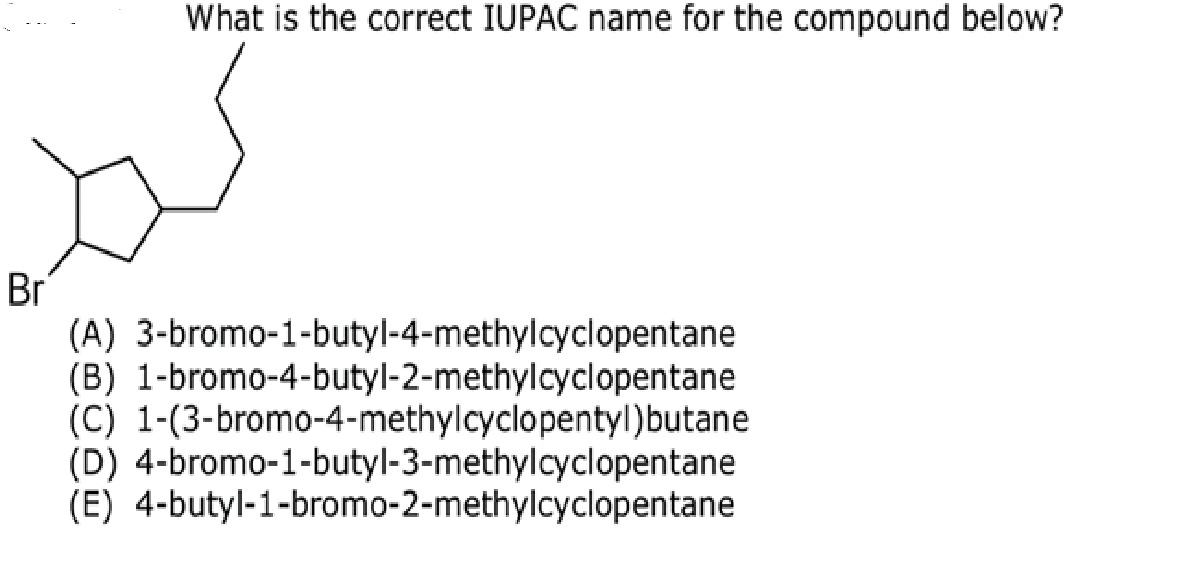 What is the correct IUPAC name for the compound below?
Br
(A) 3-bromo-1-butyl-4-methylcyclopentane
(B) 1-bromo-4-butyl-2-methylcyclopentane
(C) 1-(3-bromo-4-methylcyclopentyl)butane
(D) 4-bromo-1-butyl-3-methylcyclopentane
(E) 4-butyl-1-bromo-2-methylcyclopentane